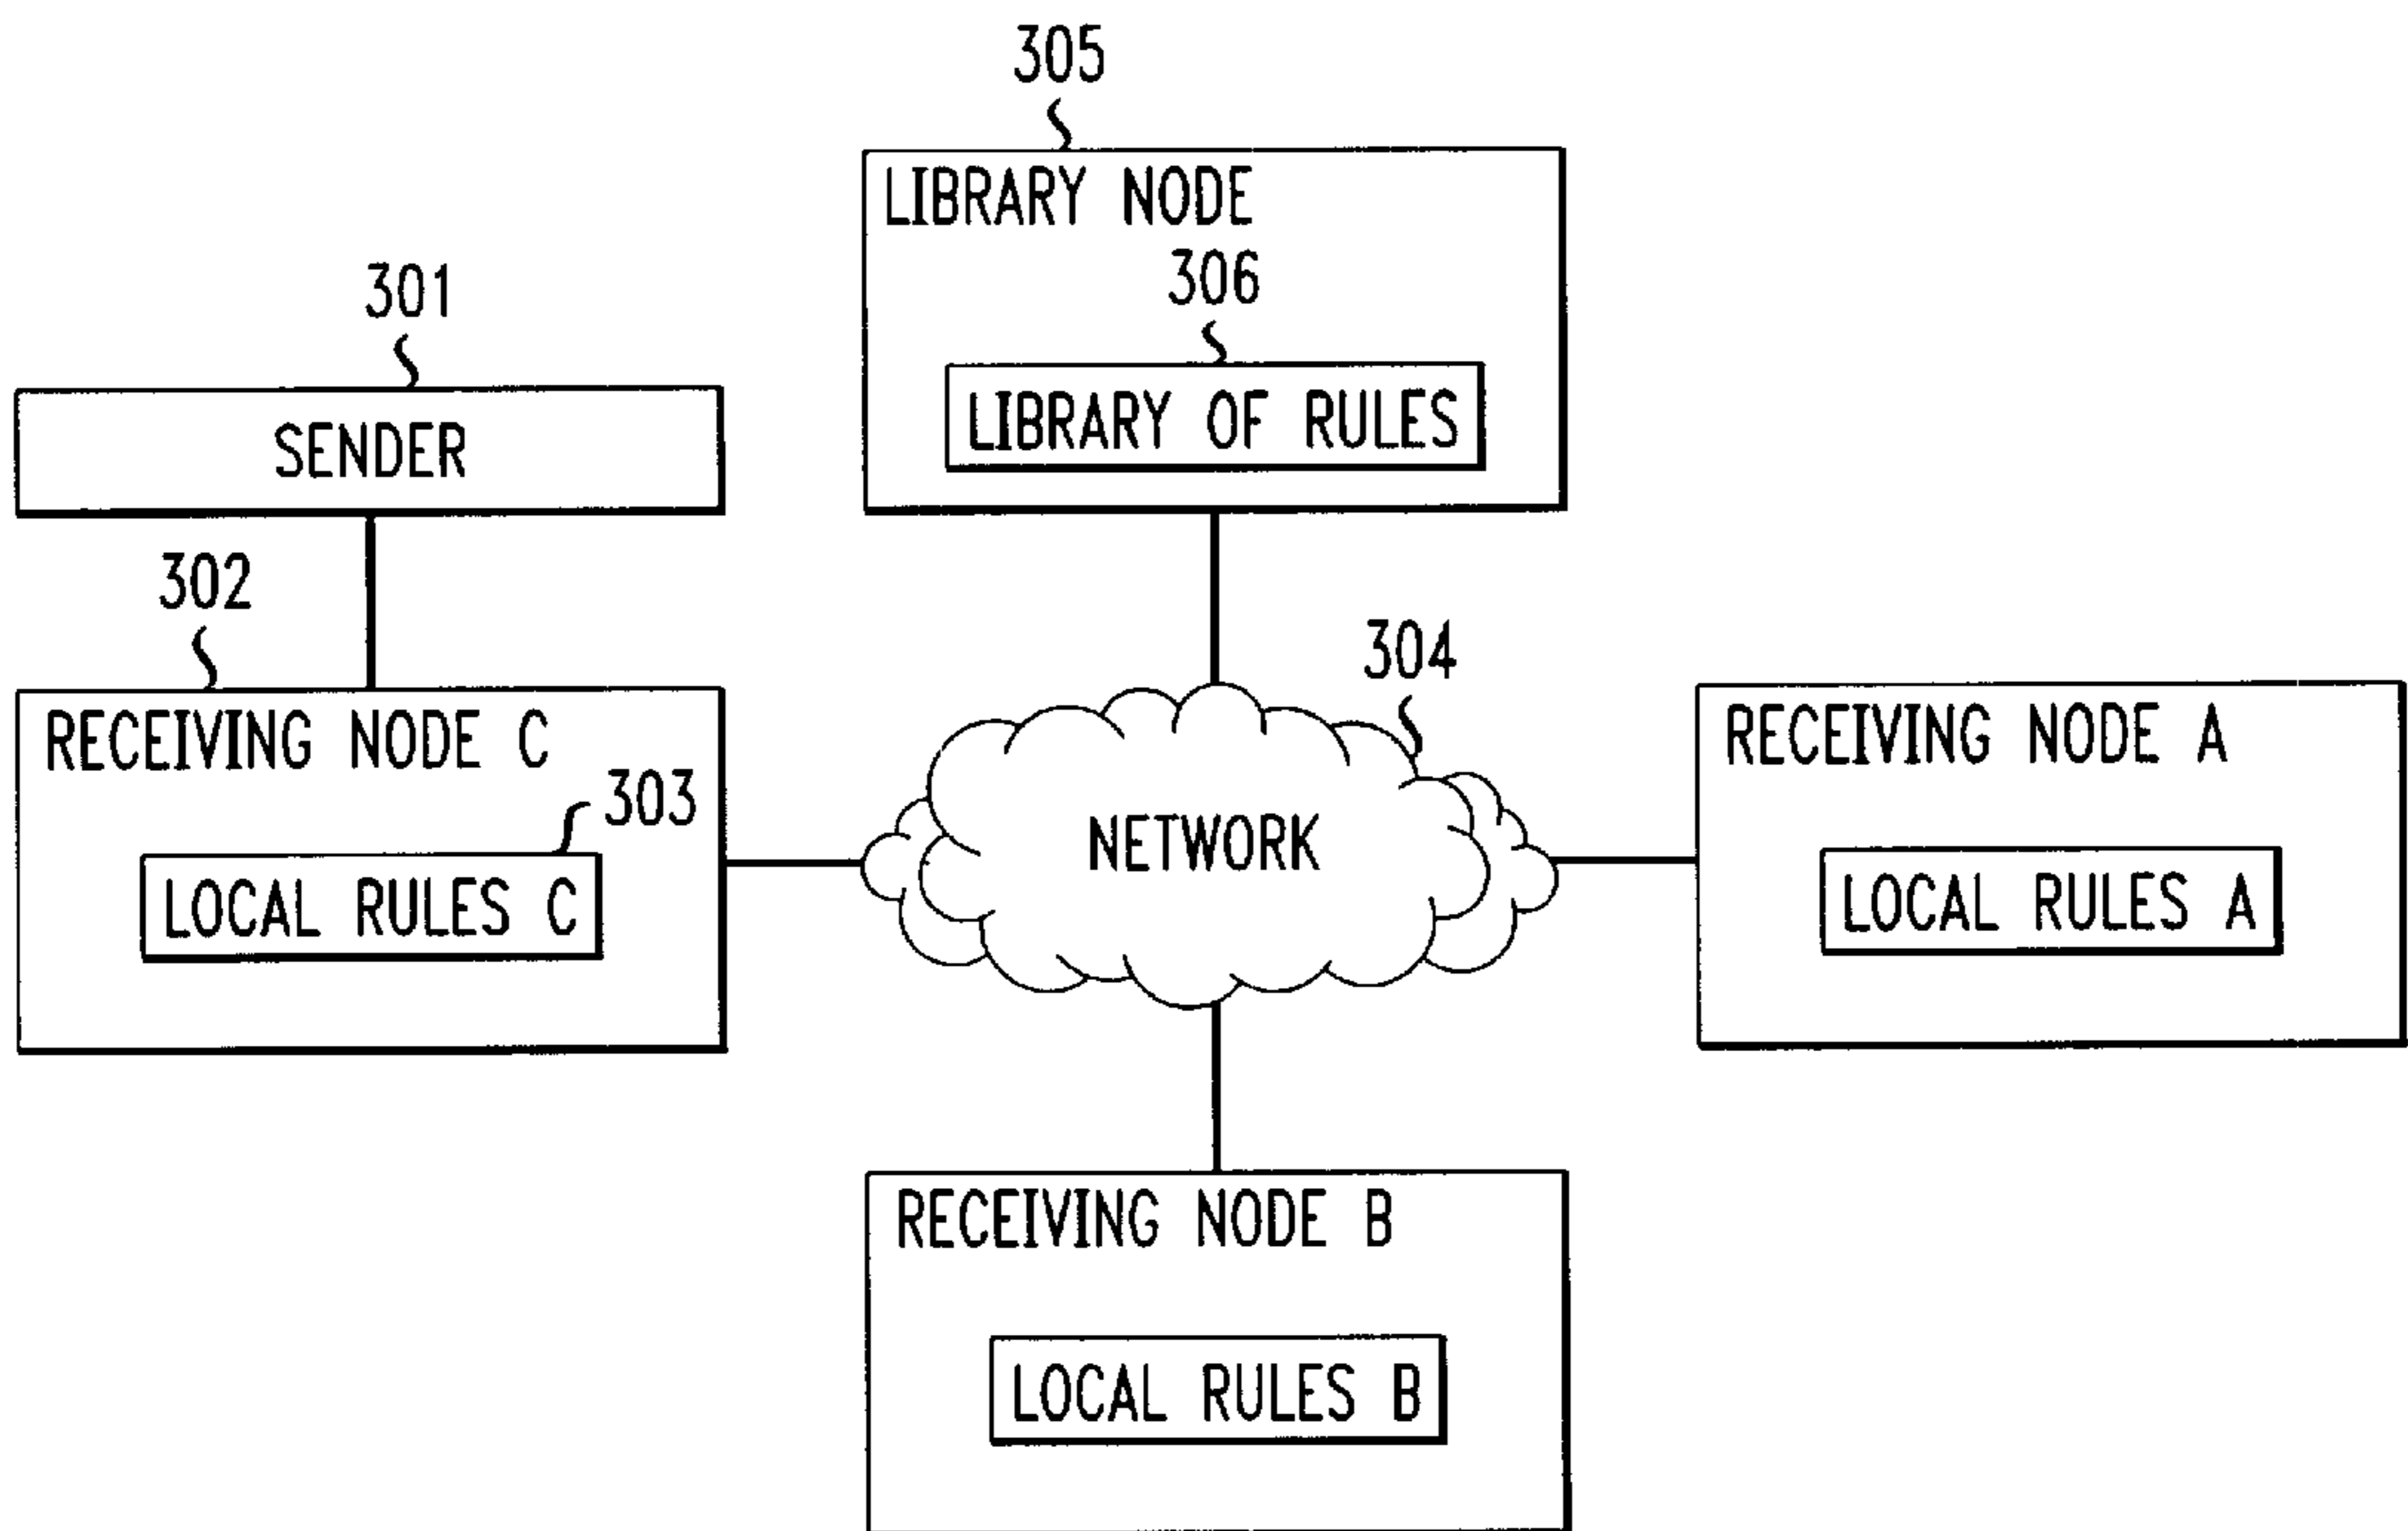 305
LIBRARY NODE
306
LIBRARY OF RULES
301
SENDER
302
RECEIVING NODE C
303
LOCAL RULES C
304
NETWORK
RECEIVING NODE A
LOCAL RULES A
RECEIVING NODE B
LOCAL RULES B